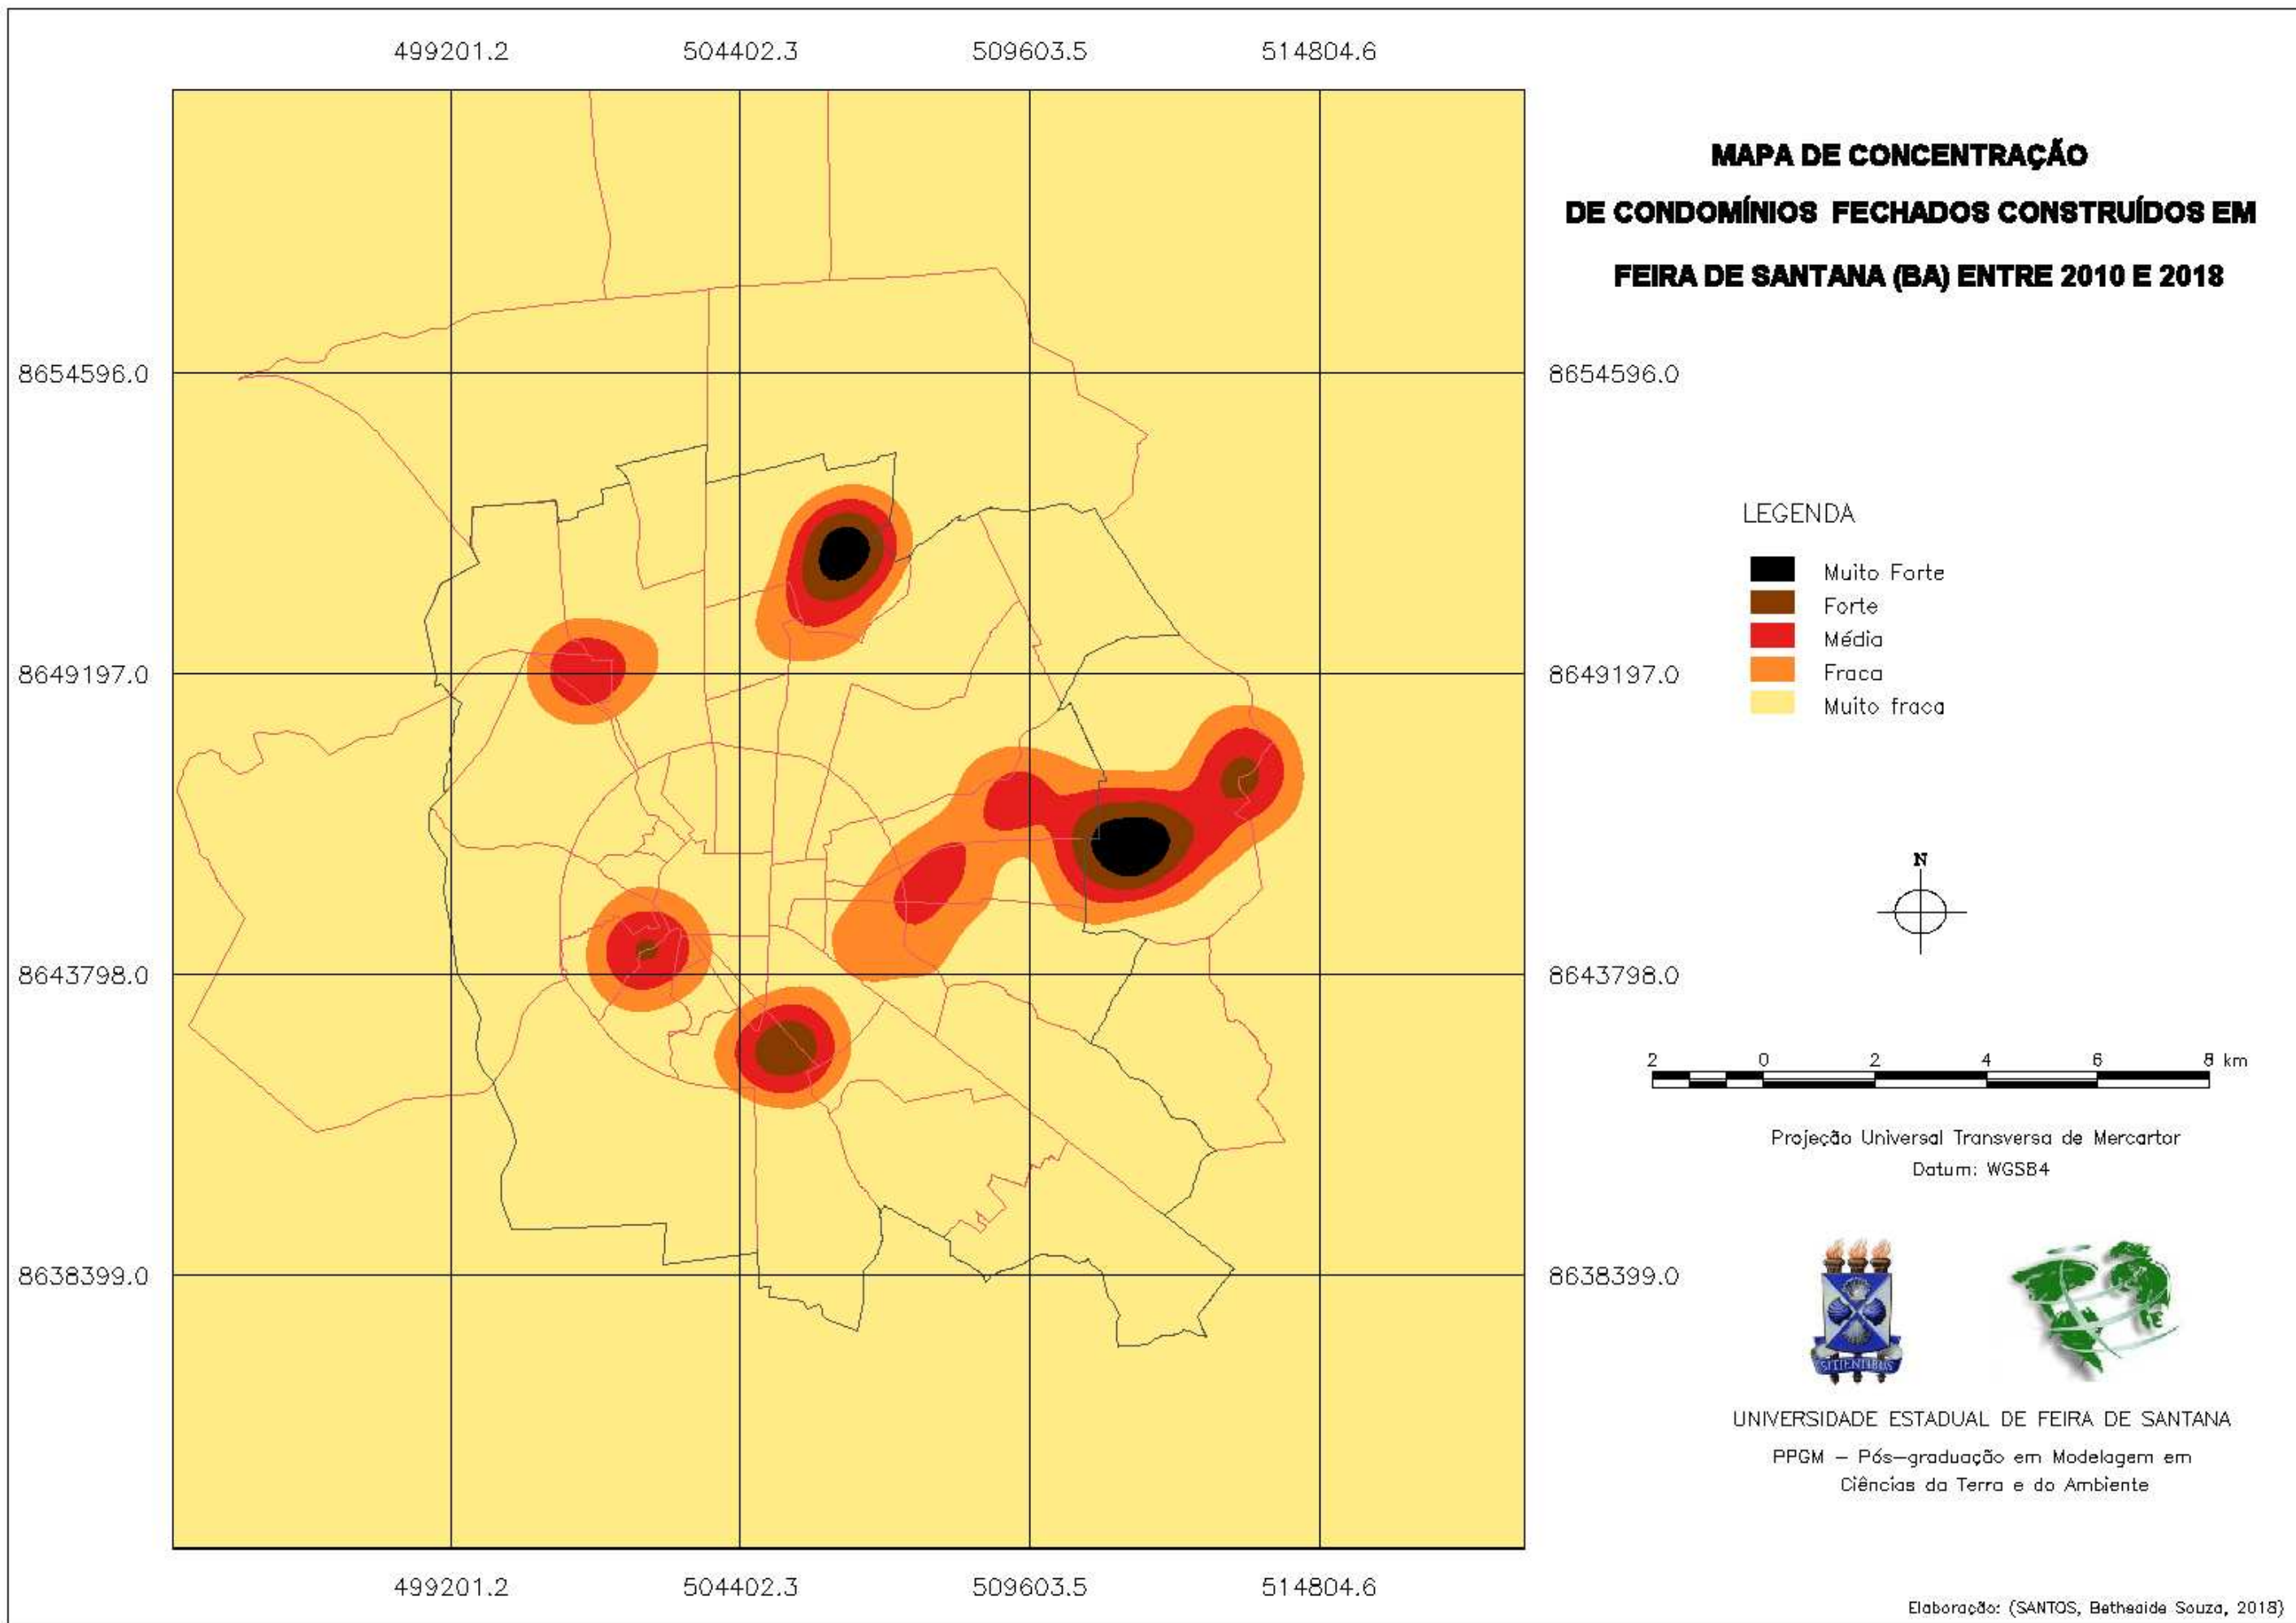 499201.2 504402.3 509603.5 514804.6
MAPA DE CONCENTRAÇÃO
DE CONDOMÍNIOS FECHADOS CONSTRUÍDOS EM
FEIRA DE SANTANA (BA) ENTRE 2010 E 2018
8654596.0 8654596.0
LEGENDA
Muito Forte
Forte
Média
Fraca
Muito fraca
8649197.0 8649197.0
N
8643798.0 8643798.0
2 0 2 4 6 8 km
Projeção Universal Transversa de Mercartor
Datum: WGS84
8638399.0 8638399.0
SITIENTIBUS
UNIVERSIDADE ESTADUAL DE FEIRA DE SANTANA
PPGM – Pós–graduação em Modelagem em
Ciências da Terra e do Ambiente
499201.2 504402.3 509603.5 514804.6
Elaboração: (SANTOS, Betheaide Souza, 2018)